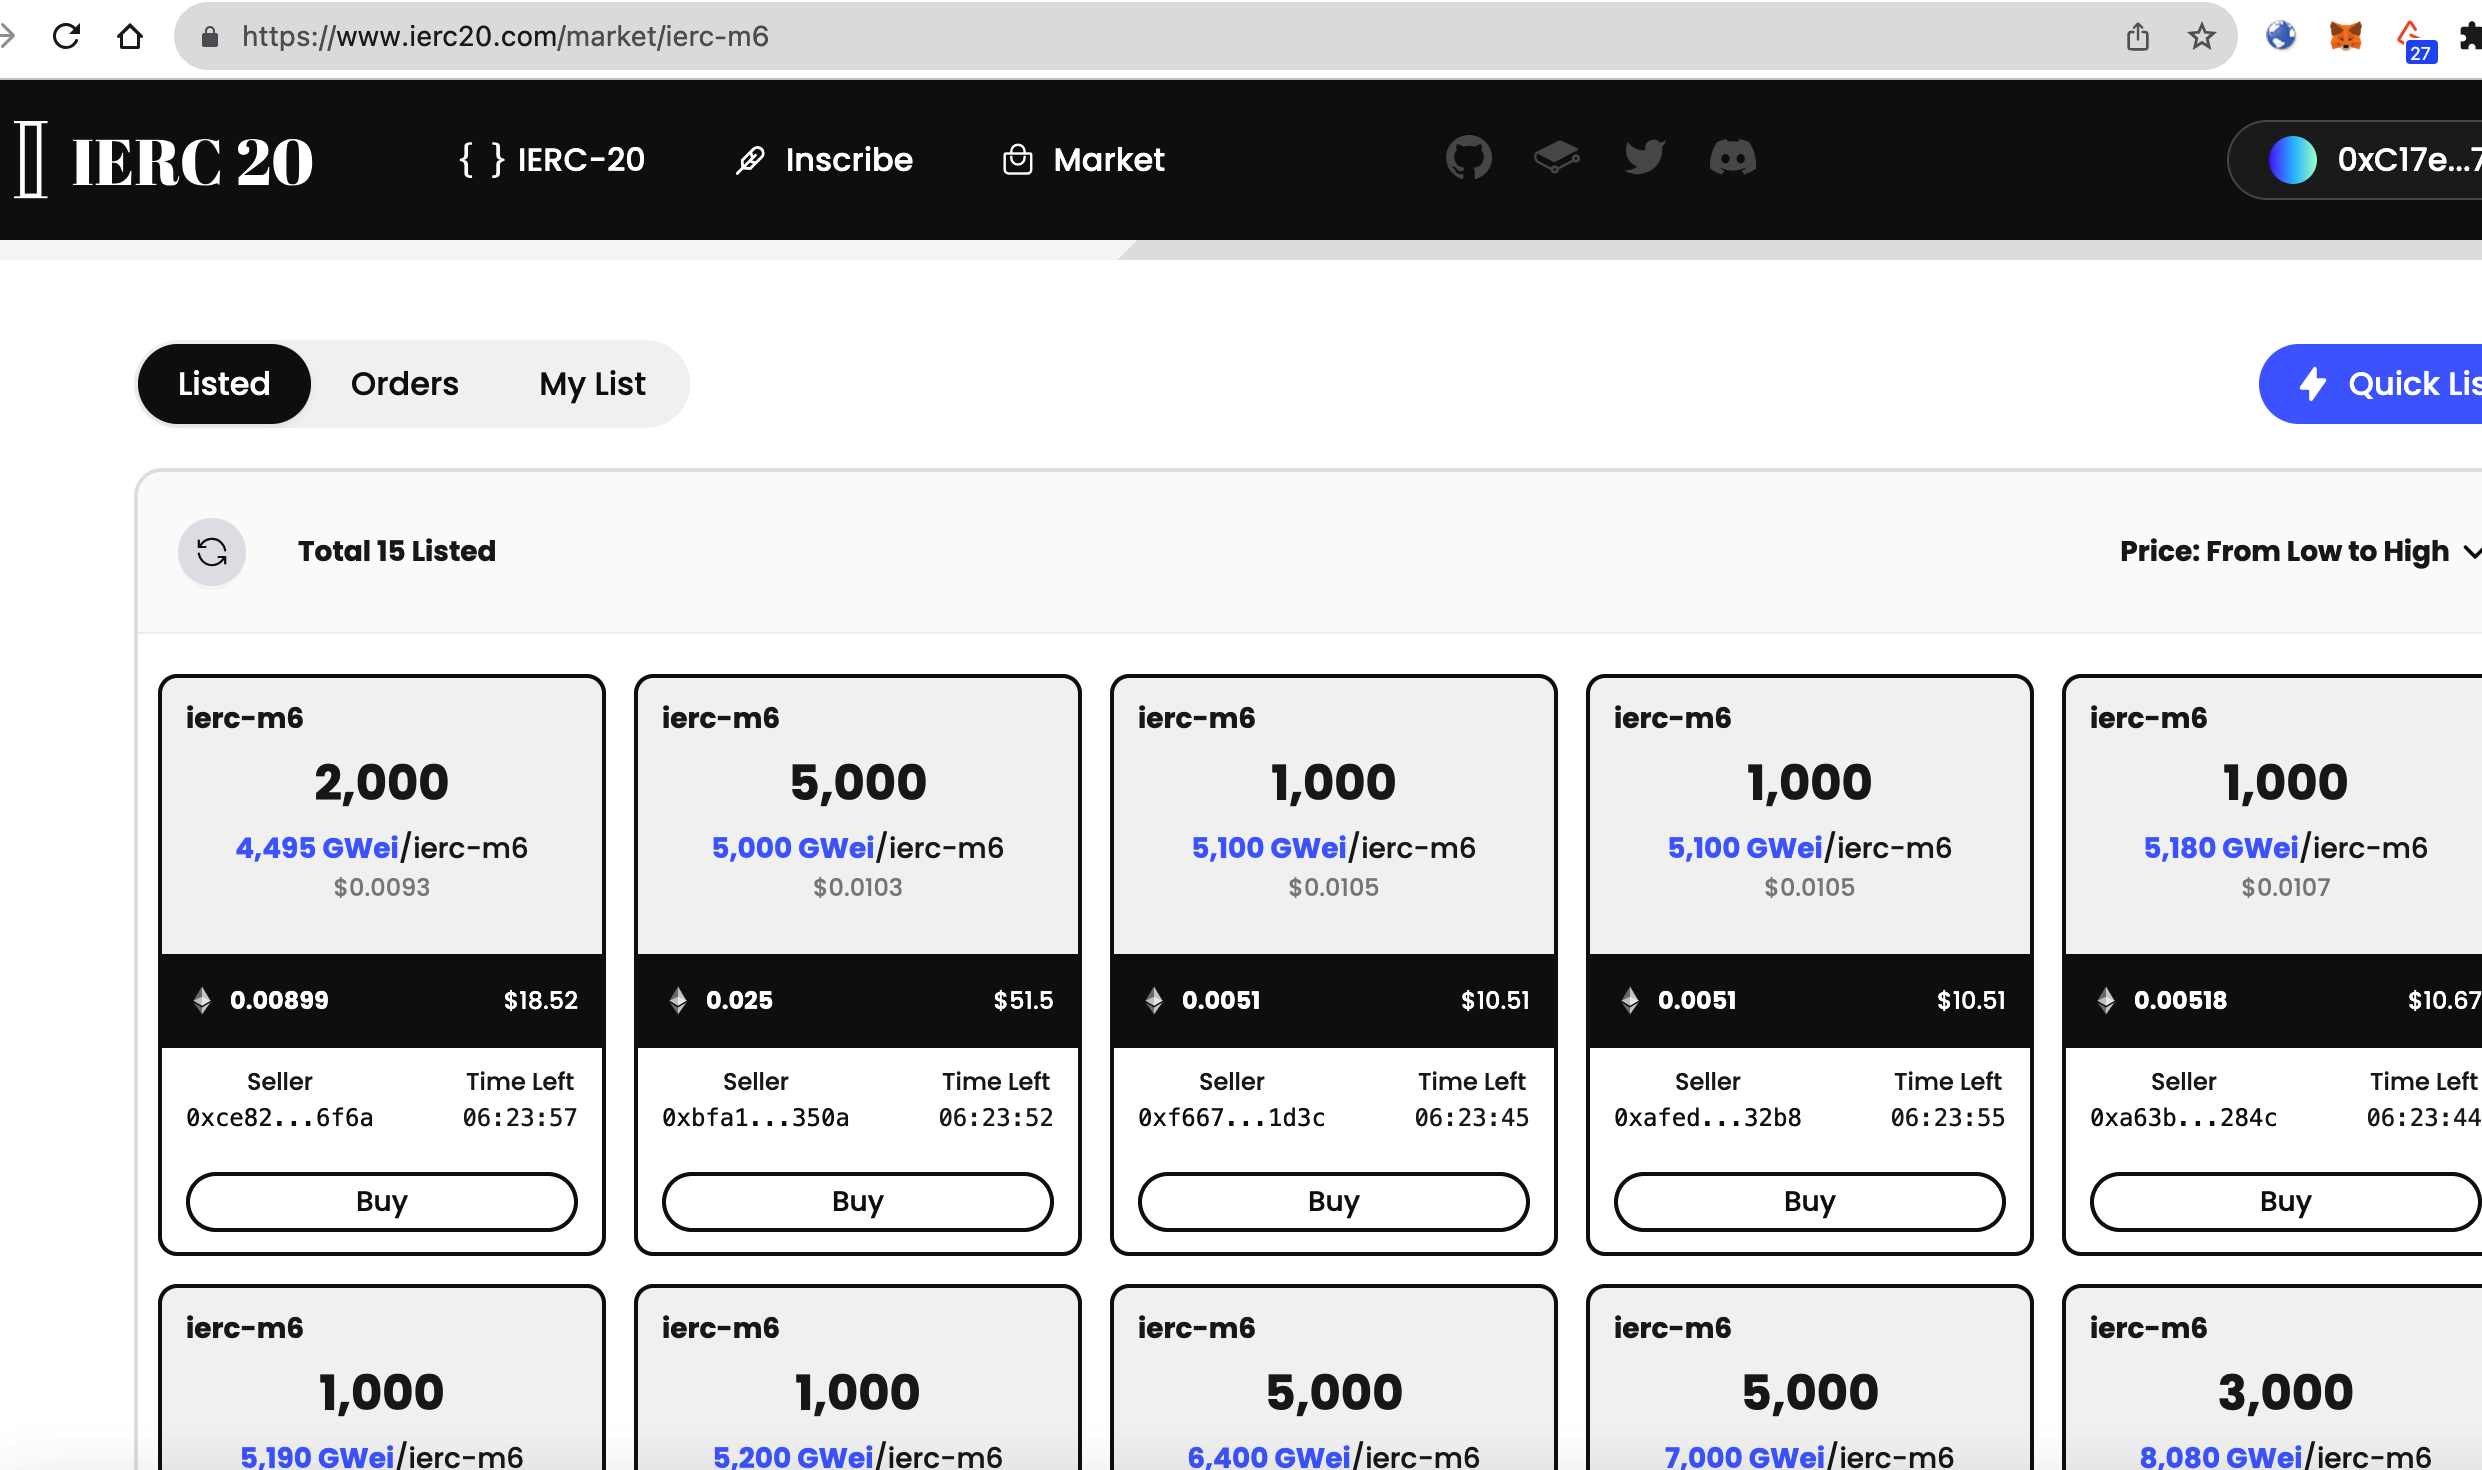 https://www.ierc20.com/market/ierc-m6
27
IERC 20
{ } IERC-20
Inscribe
Market
0xC17e...7
Listed
Orders
My List
Quick Lis
Total 15 Listed
Price: From Low to High
ierc-m6
2,000
4,495 GWei/ierc-m6
$0.0093
0.00899
$18.52
Seller
Time Left
0xce82...6f6a
06:23:57
Buy
ierc-m6
5,000
5,000 GWei/ierc-m6
$0.0103
0.025
$51.5
Seller
Time Left
0xbfa1...350a
06:23:52
Buy
ierc-m6
1,000
5,100 GWei/ierc-m6
$0.0105
0.0051
$10.51
Seller
Time Left
0xf667...1d3c
06:23:45
Buy
ierc-m6
1,000
5,100 GWei/ierc-m6
$0.0105
0.0051
$10.51
Seller
Time Left
0xafed...32b8
06:23:55
Buy
ierc-m6
1,000
5,180 GWei/ierc-m6
$0.0107
0.00518
$10.67
Seller
Time Left
0xa63b...284c
06:23:44
Buy
ierc-m6
1,000
5,190 GWei/ierc-m6
ierc-m6
1,000
5,200 GWei/ierc-m6
ierc-m6
5,000
6,400 GWei/ierc-m6
ierc-m6
5,000
7,000 GWei/ierc-m6
ierc-m6
3,000
8,080 GWei/ierc-m6